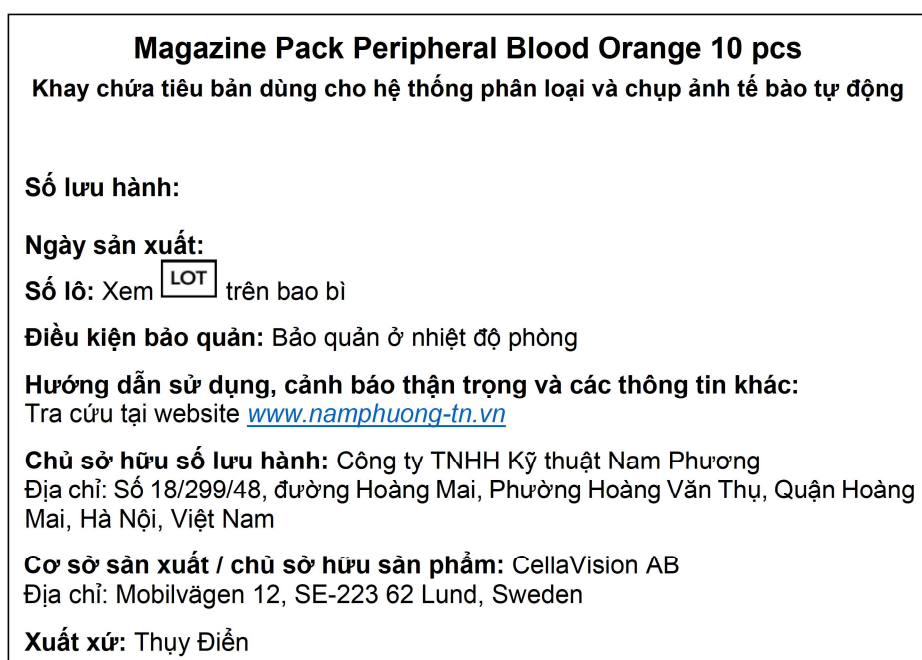 Magazine Pack Peripheral Blood Orange 10 pcs
Khay chứa tiêu bản dùng cho hệ thống phân loại và chụp ảnh tế bào tự động
Số lưu hành:
Ngày sản xuất:
Số lô: Xem LOT trên bao bì
Điều kiện bảo quản: Bảo quản ở nhiệt độ phòng
Hướng dẫn sử dụng, cảnh báo thận trọng và các thông tin khác:
Tra cứu tại website www.namphuong-tn.vn
Chủ sở hữu số lưu hành: Công ty TNHH Kỹ thuật Nam Phương
Địa chỉ: Số 18/299/48, đường Hoàng Mai, Phường Hoàng Văn Thụ, Quận Hoàng
Mai, Hà Nội, Việt Nam
Cơ sở sản xuất / chủ sở hữu sản phẩm: CellaVision AB
Địa chỉ: Mobilvägen 12, SE-223 62 Lund, Sweden
Xuất xứ: Thụy Điển